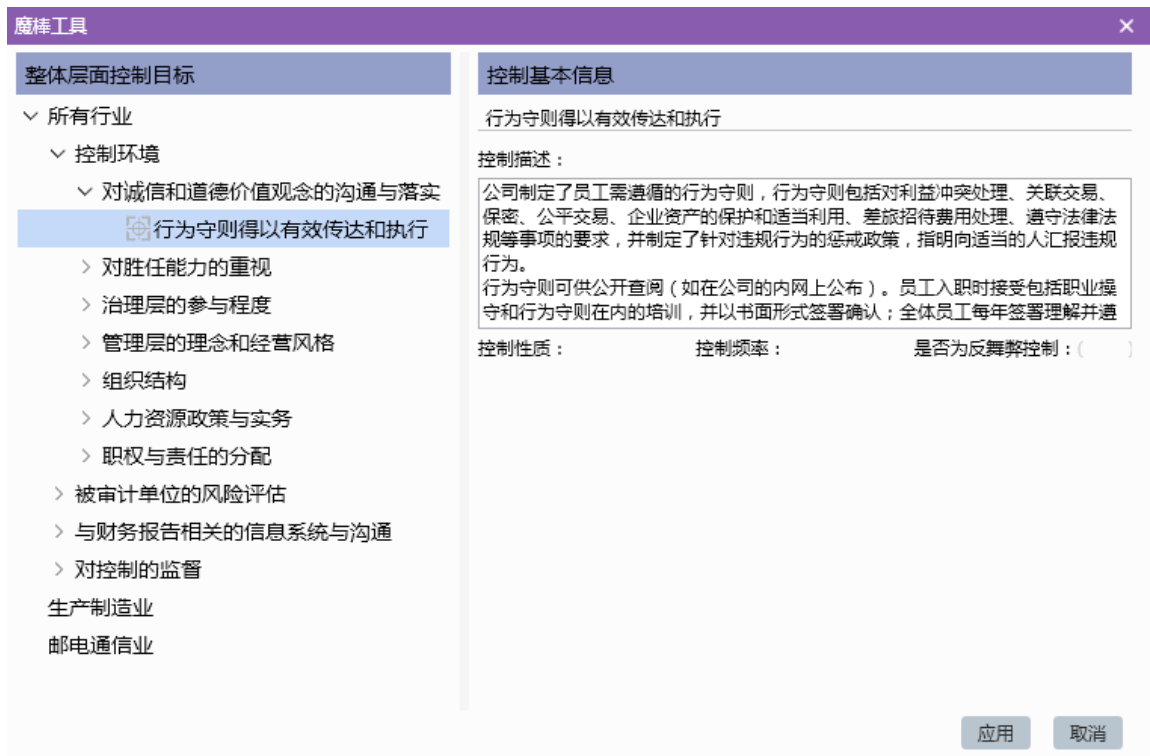 魔棒工具
整体层面控制目标
所有行业
控制环境
对诚信和道德价值观念的沟通与落实
行为守则得以有效传达和执行
对胜任能力的重视
治理层的参与程度
管理层的理念和经营风格
组织结构
人力资源政策与实务
职权与责任的分配
被审计单位的风险评估
与财务报告相关的信息系统与沟通
对控制的监督
生产制造业
邮电通信业
控制基本信息
行为守则得以有效传达和执行
控制描述：
公司制定了员工需遵循的行为守则，行为守则包括对利益冲突处理、关联交易、
保密、公平交易、企业资产的保护和适当利用、差旅招待费用处理、遵守法律法
规等事项的要求，并制定了针对违规行为的惩戒政策，指明向适当的人汇报违规
行为。
行为守则可供公开查阅（如在公司的内网上公布）。员工入职时接受包括职业操
守和行为守则在内的培训，并以书面形式签署确认；全体员工每年签署理解并遵
控制性质： 控制频率： 是否为反舞弊控制：( )
应用 取消